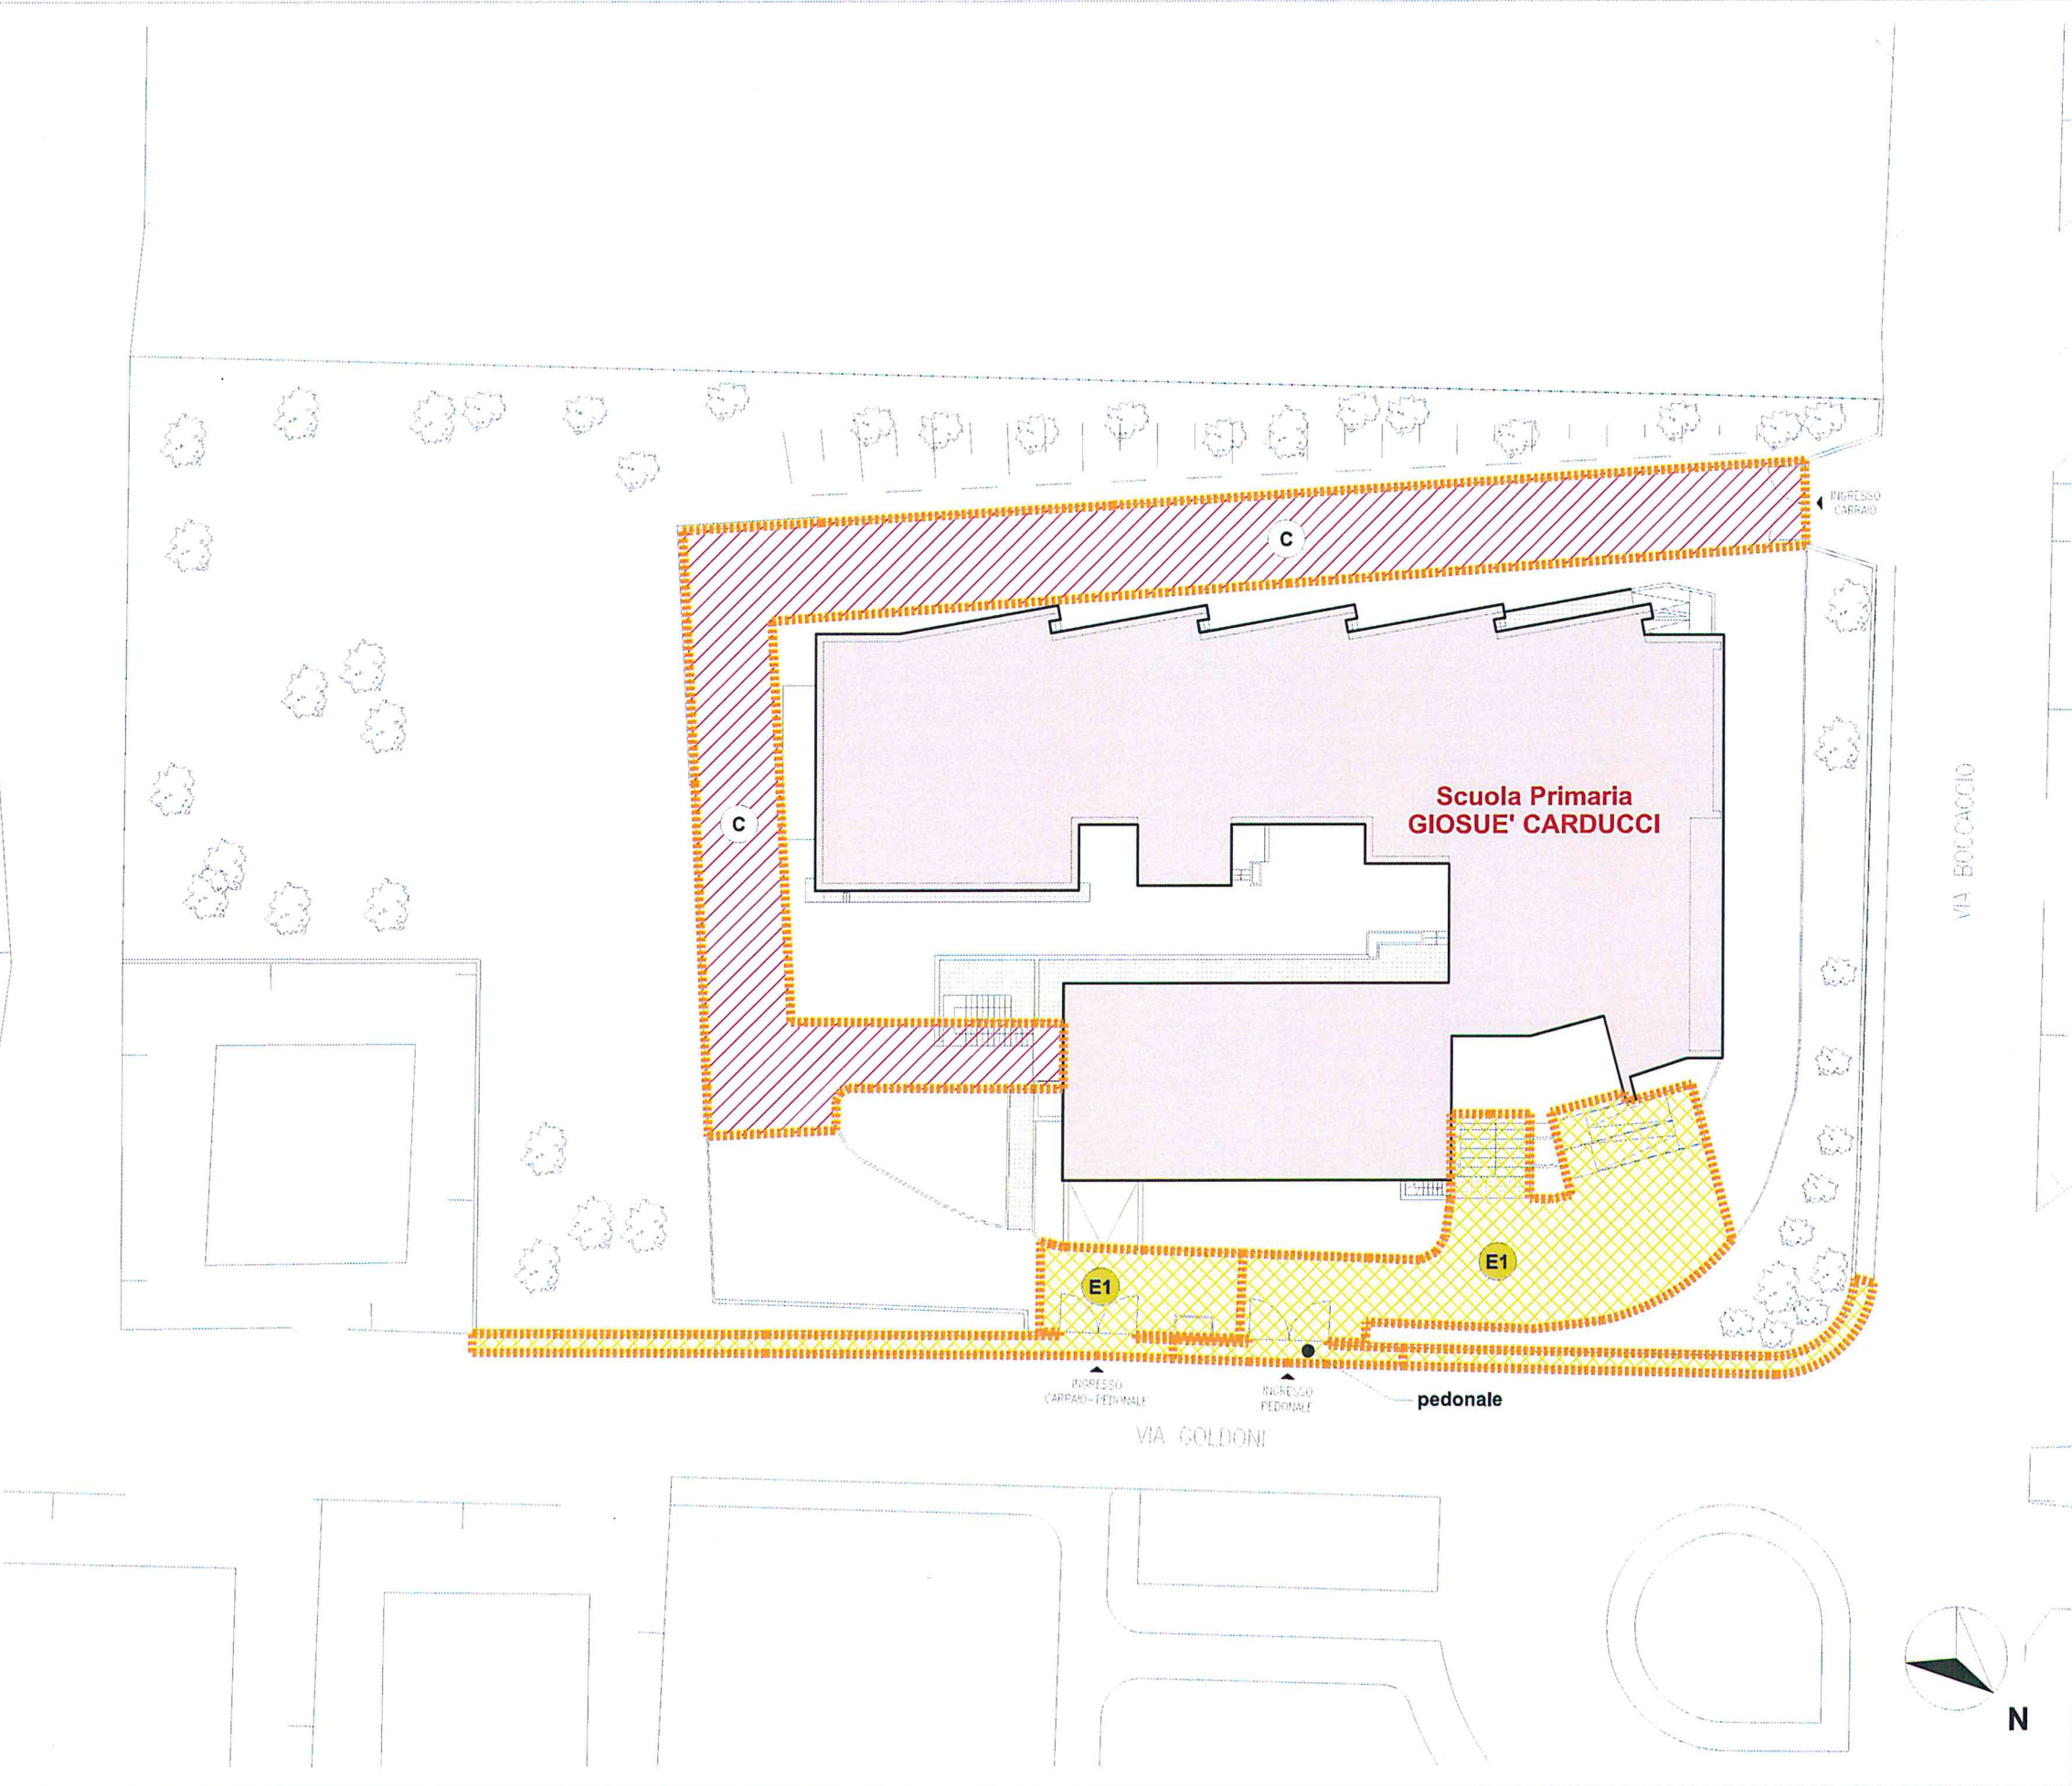 C
INGRESSO
CARRAIO
Scuola Primaria
GIOSUE' CARDUCCI
C
VIA BOCCACCIO
E1
E1
INGRESSO
CARRAIO-PEDONALE
INGRESSO
PEDONALE
pedonale
VIA GOLDONI
N